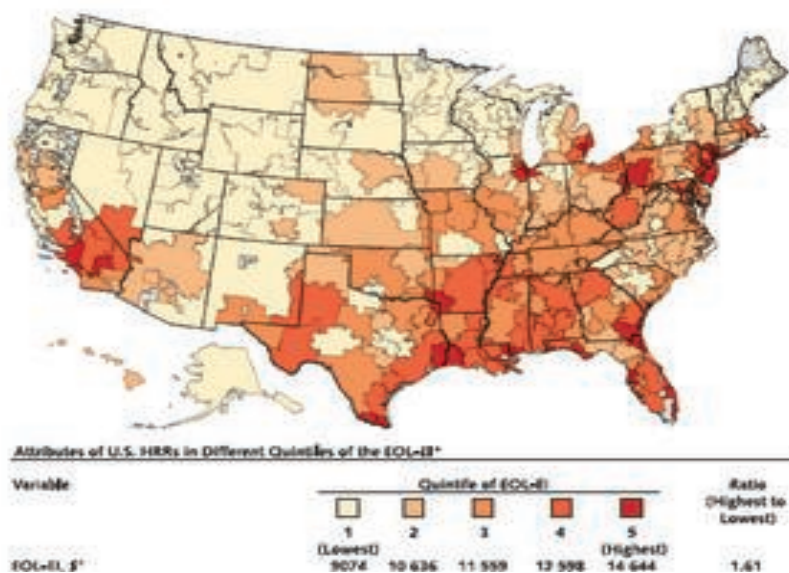 Attributes of U.S. HRRs in Different Quintiles of the EOL-EI*
Variable
Quintile of EOL-EI
Ratio
(Highest to
Lowest)
1
2
3
4
5
(Lowest)
(Highest)
EOL-EI, $*
9074 10 636 11 559 12 598 14 644 1.61